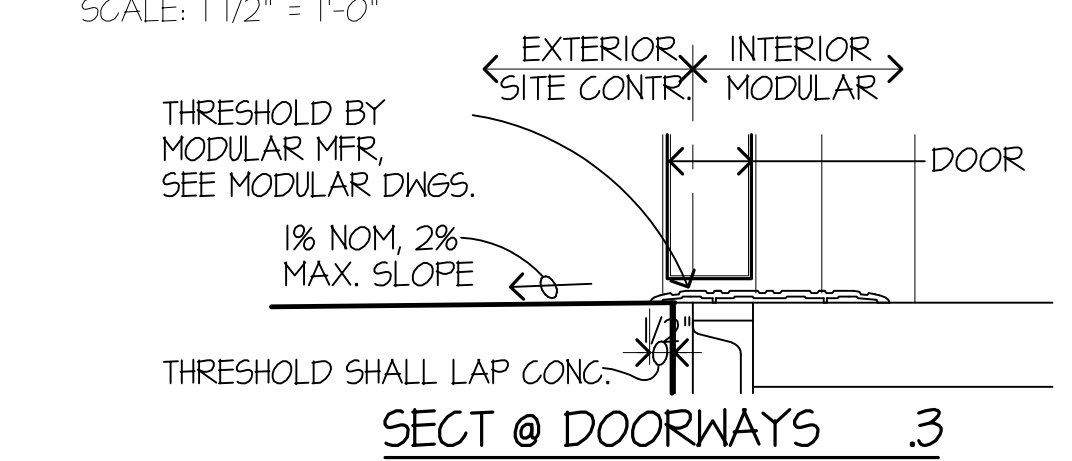 SCALE: 1 1/2" = 1'-0"
EXTERIOR INTERIOR
SITE CONTR. MODULAR
THRESHOLD BY
MODULAR MFR,
SEE MODULAR DWGS.
DOOR
1% NOM, 2%
MAX. SLOPE
1/2"
THRESHOLD SHALL LAP CONC.
SECT @ DOORWAYS .3